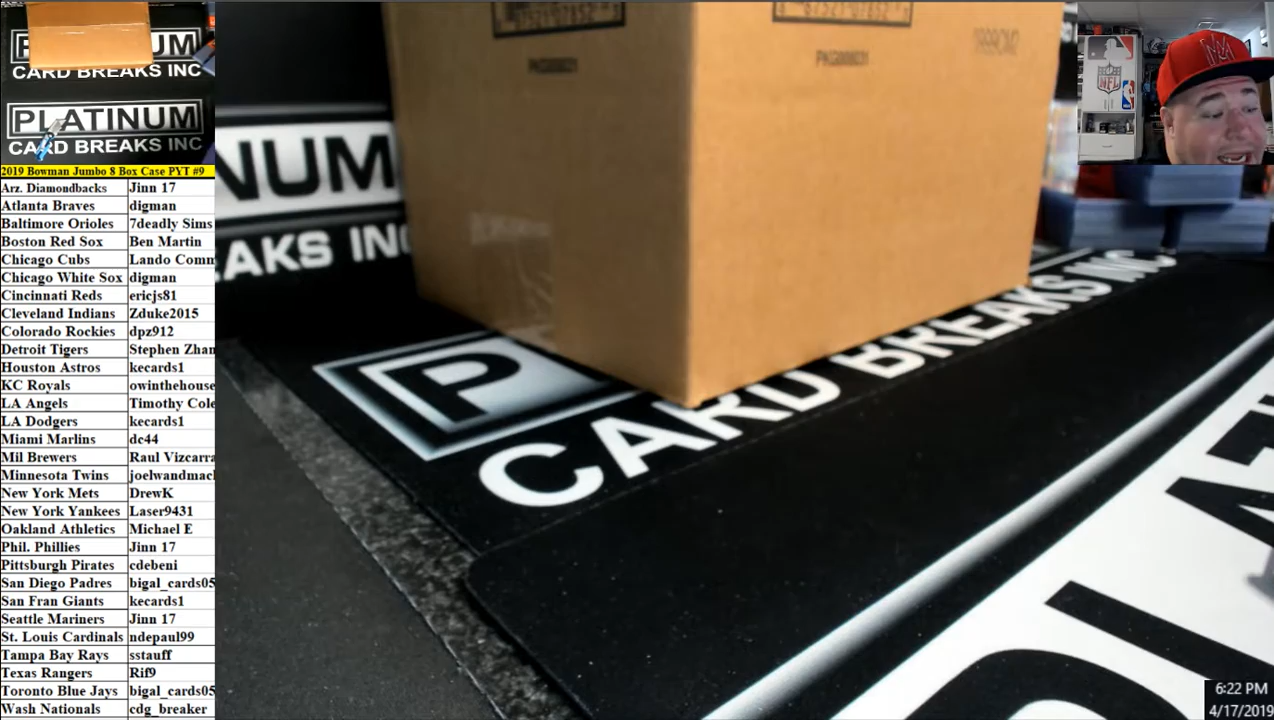 PLATINUM
CARD BREAKS INC
PLATINUM
CARD BREAKS INC
2019 Bowman Jumbo 8 Box Case PYT #9
Arz. Diamondbacks Jinn 17
Atlanta Braves digman
Baltimore Orioles 7deadly Sims
Boston Red Sox Ben Martin
Chicago Cubs Lando Comm
Chicago White Sox digman
Cincinnati Reds ericjs81
Cleveland Indians Zduke2015
Colorado Rockies dpz912
Detroit Tigers Stephen Zhan
Houston Astros kecards1
KC Royals owinthehouse
LA Angels Timothy Cole
LA Dodgers kecards1
Miami Marlins dc44
Mil Brewers Raul Vizcarra
Minnesota Twins joelwandmac
New York Mets DrewK
New York Yankees Laser9431
Oakland Athletics Michael E
Phil. Phillies Jinn 17
Pittsburgh Pirates cdebeni
San Diego Padres bigal_cards05
San Fran Giants kecards1
Seattle Mariners Jinn 17
St. Louis Cardinals ndepaul99
Tampa Bay Rays sstauff
Texas Rangers Rif9
Toronto Blue Jays bigal_cards05
Wash Nationals cdg_breaker
NUM
EAKS INC
P
CARD BREAKS INC
NFL
6:22 PM
4/17/2019